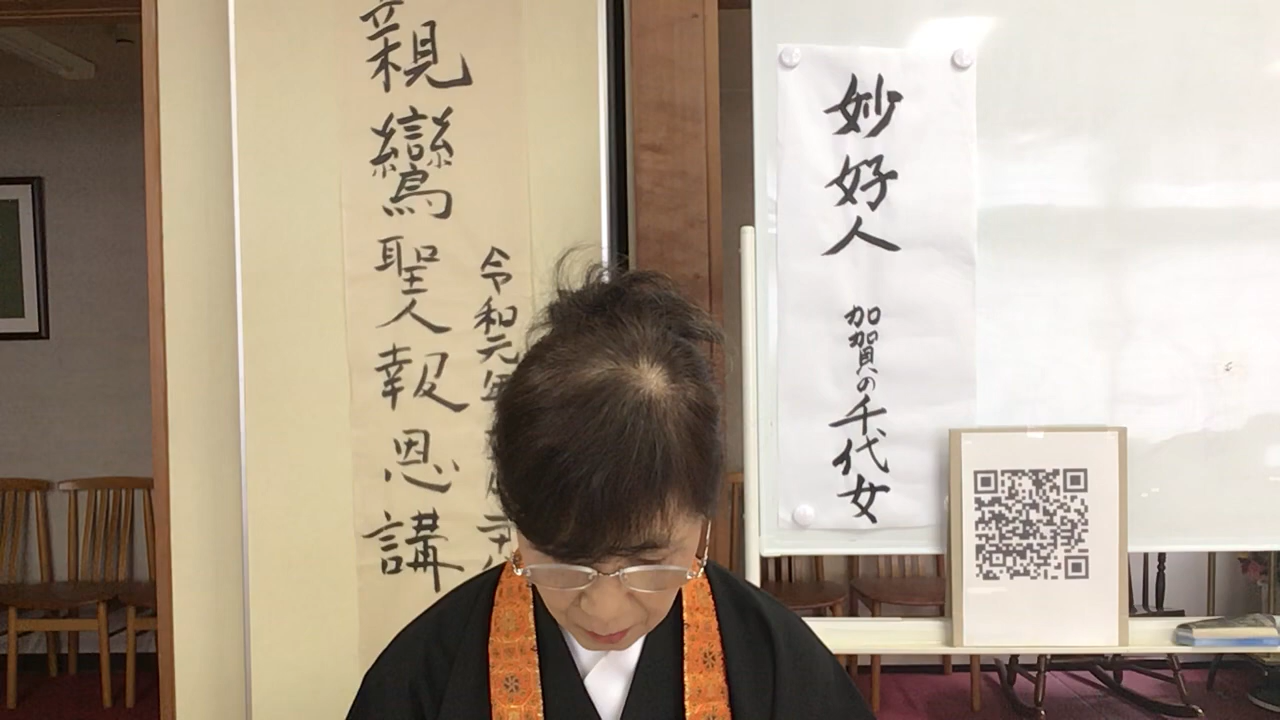 親鸞聖人報恩講
令和元年
妙好人
加賀の千代女